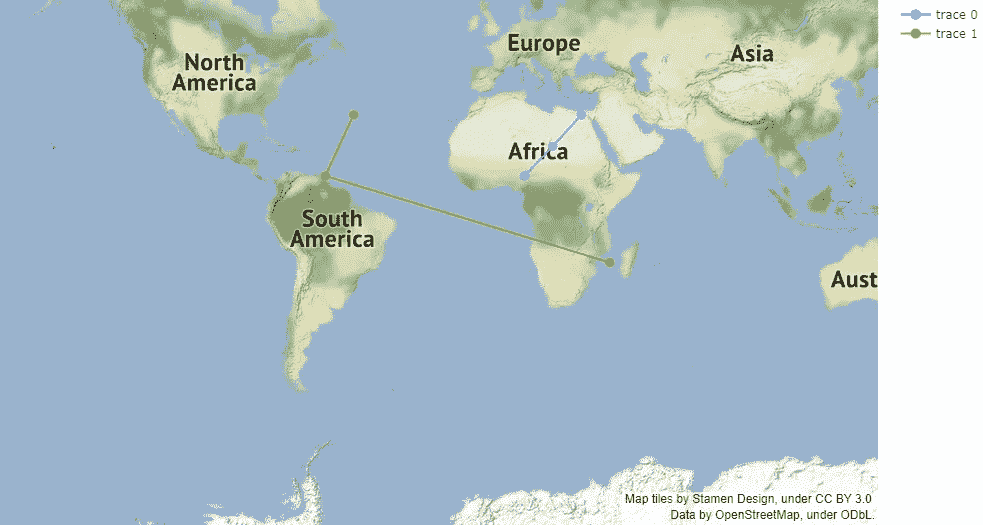 trace 0
trace 1
Europe
Asia
North
America
Africa
South
America
Aust
Map tiles by Stamen Design, under CC BY 3.0
Data by OpenStreetMap, under ODbL.